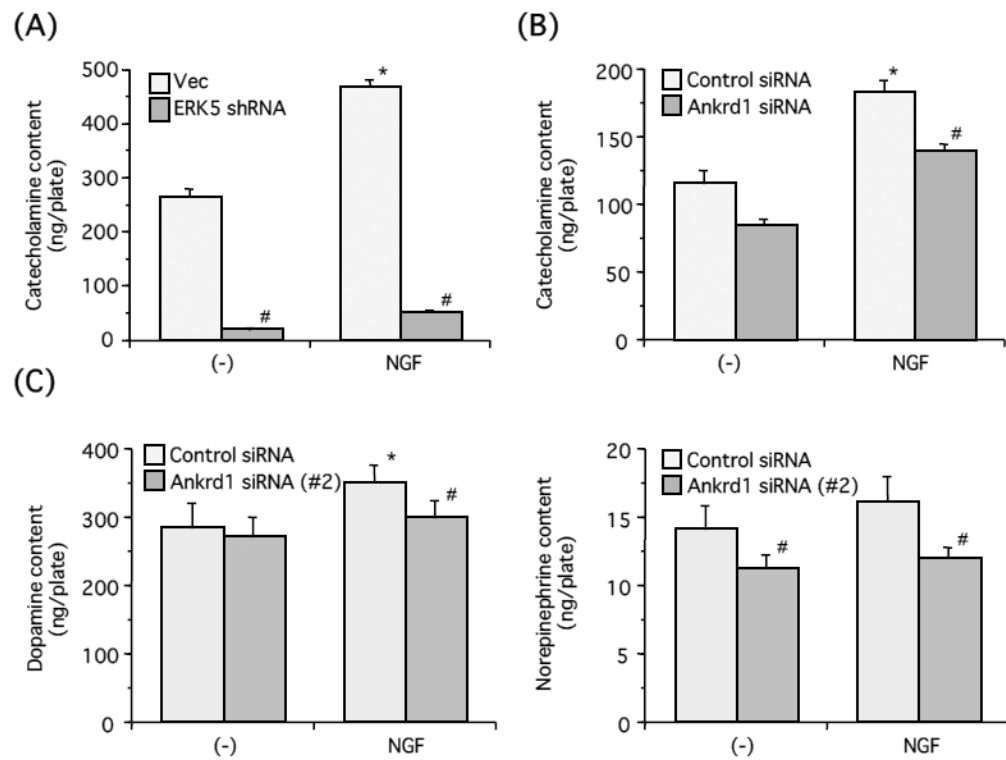 (A)
Catecholamine content
(ng/plate)
500
400
300
200
50
0
Vec
ERK5 shRNA
*
#
#
(-)
NGF
(B)
Catecholamine content
(ng/plate)
200
150
100
50
0
Control siRNA
Ankrd1 siRNA
*
#
(-)
NGF
(C)
Dopamine content
(ng/plate)
400
300
200
100
0
Control siRNA
Ankrd1 siRNA (#2)
*
#
(-)
NGF
Norepinephrine content
(ng/plate)
20
15
10
5
0
Control siRNA
Ankrd1 siRNA (#2)
#
#
(-)
NGF